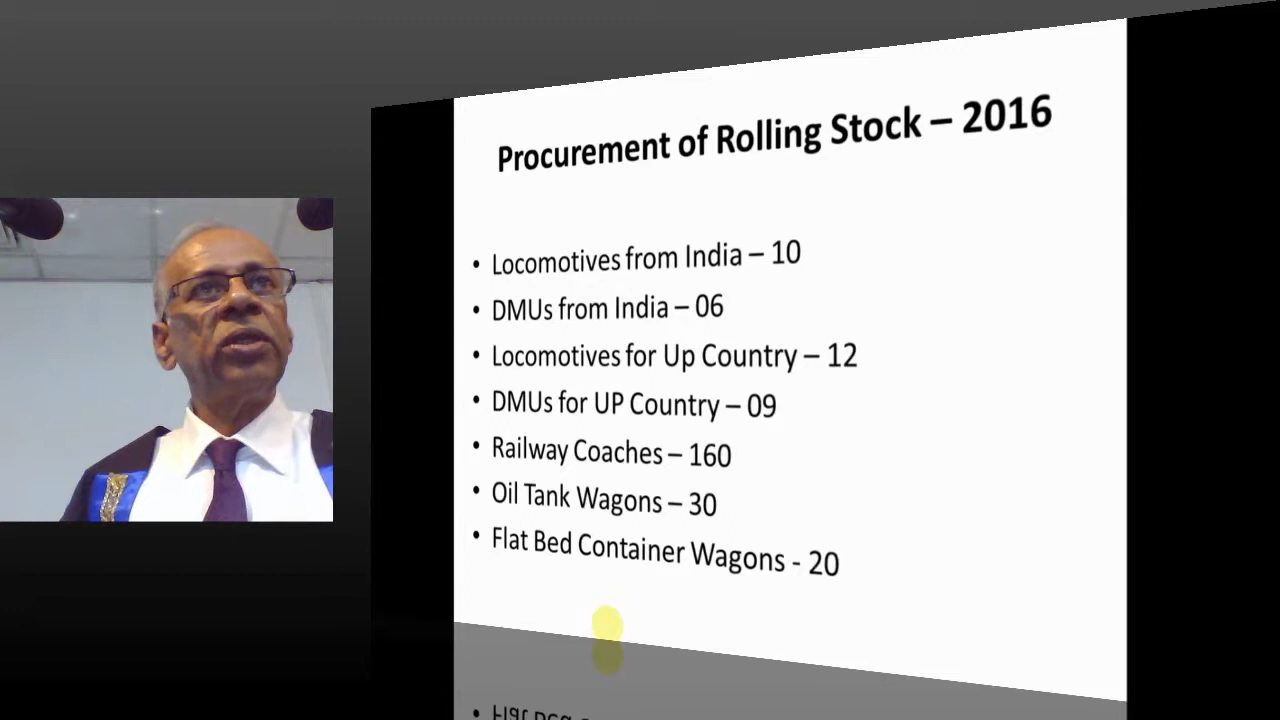 Procurement of Rolling Stock – 2016
• Locomotives from India – 10
• DMUs from India – 06
• Locomotives for Up Country – 12
• DMUs for UP Country – 09
• Railway Coaches – 160
• Oil Tank Wagons – 30
• Flat Bed Container Wagons - 20